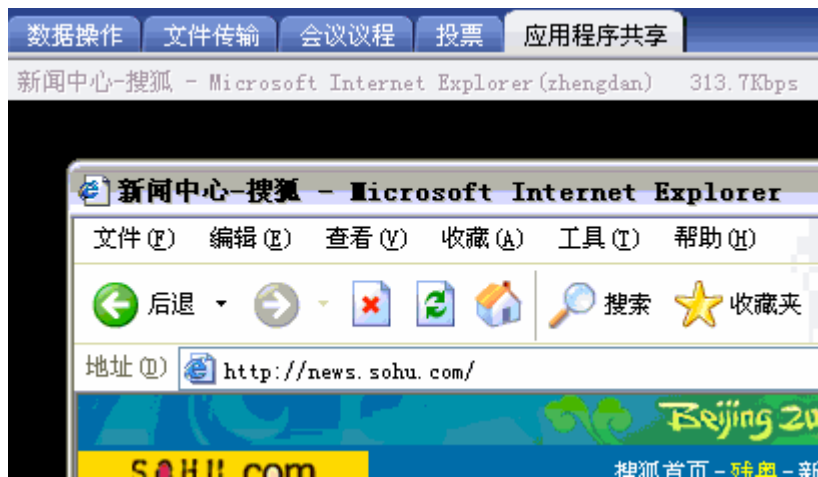 数据操作 文件传输 会议议程 投票 应用程序共享
新闻中心-搜狐 - Microsoft Internet Explorer(zhengdan) 313.7Kbps
新闻中心-搜狐 - Microsoft Internet Explorer
文件(F) 编辑(E) 查看(V) 收藏(A) 工具(T) 帮助(H)
后退 搜索 收藏夹
地址(D) http://news.sohu.com/
Beijing 20
SOHU.com 搜狐首页-残奥-新